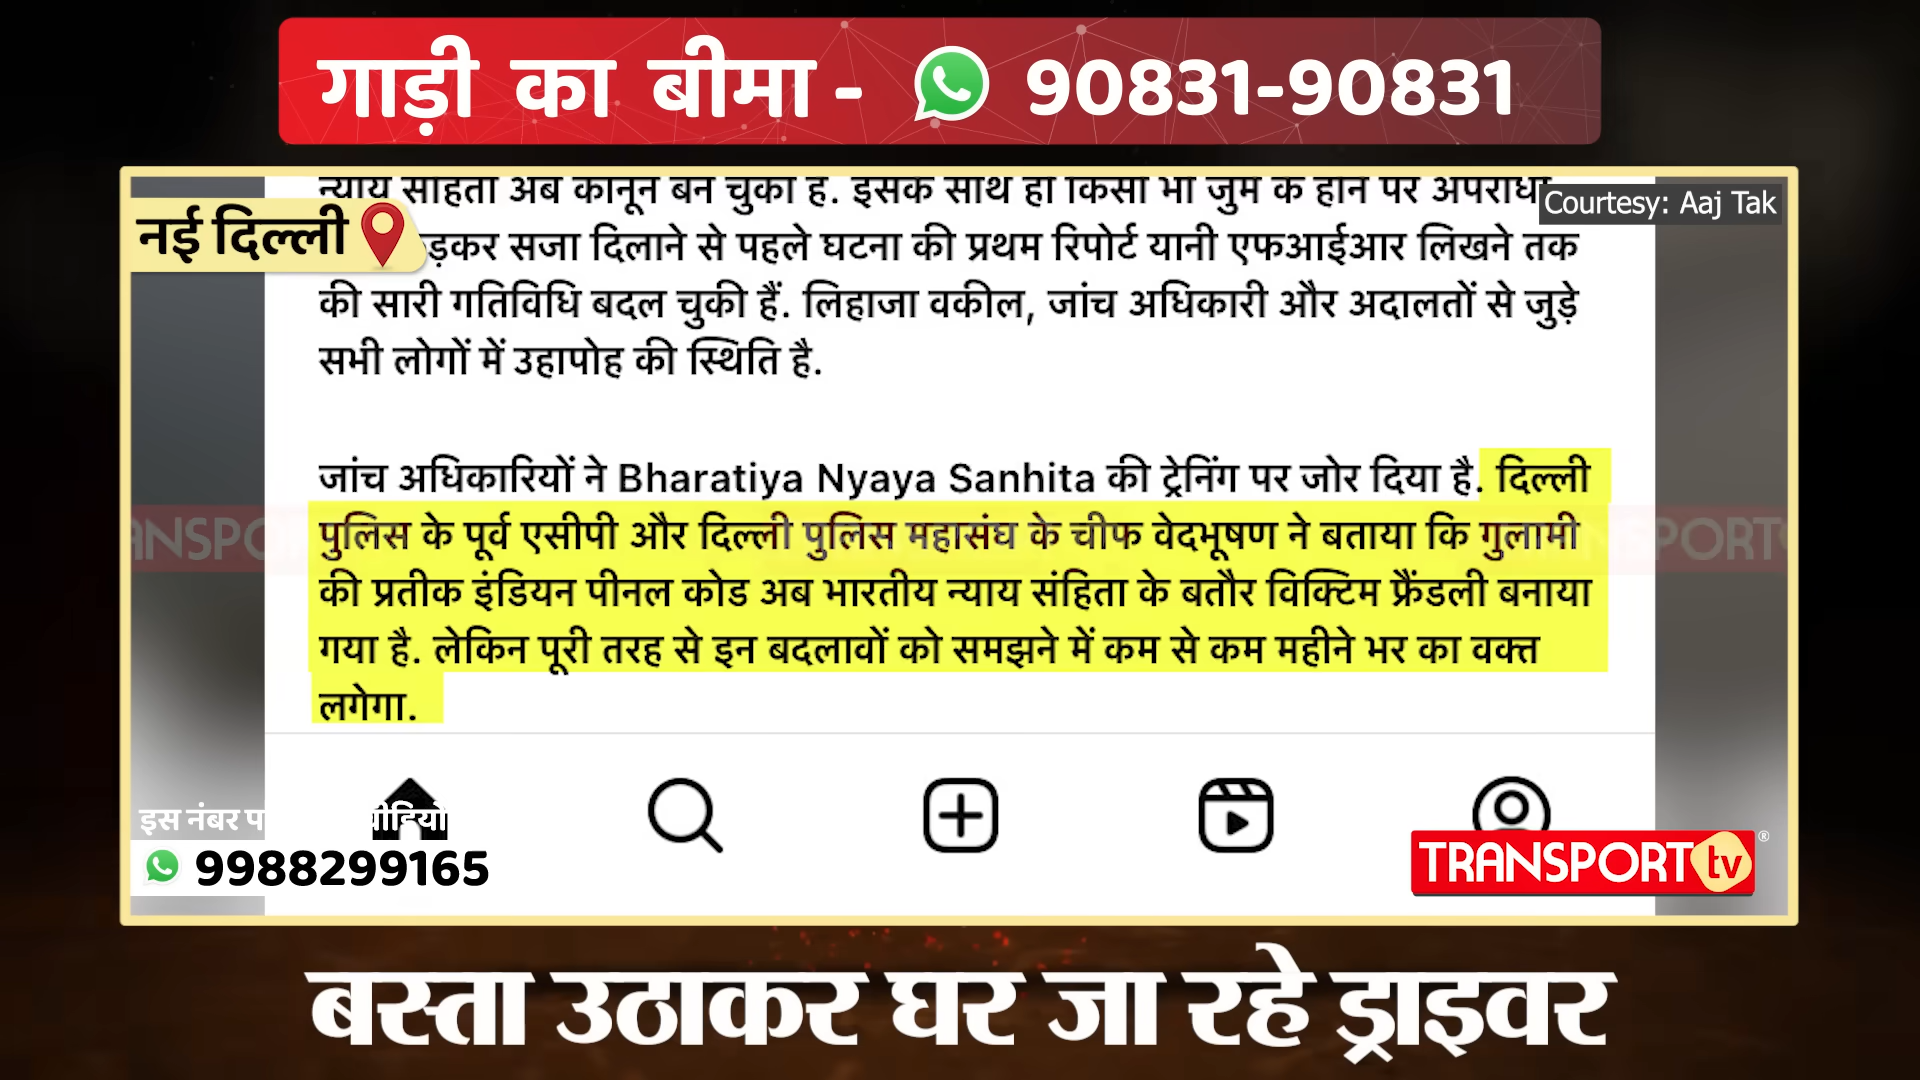 गाड़ी का बीमा - 90831-90831
न्याय संहिता अब कानून बन चुका है. इसके साथ ही किसी भी जुर्म के होने पर
Courtesy: Aaj Tak
नई दिल्ली
ड़कर सजा दिलाने से पहले घटना की प्रथम रिपोर्ट यानी एफआईआर लिखने तक
की सारी गतिविधि बदल चुकी हैं. लिहाजा वकील, जांच अधिकारी और अदालतों से जुड़े
सभी लोगों में उहापोह की स्थिति है.
जांच अधिकारियों ने Bharatiya Nyaya Sanhita की ट्रेनिंग पर जोर दिया है. दिल्ली
पुलिस के पूर्व एसीपी और दिल्ली पुलिस महासंघ के चीफ वेदभूषण ने बताया कि गुलामी
की प्रतीक इंडियन पीनल कोड अब भारतीय न्याय संहिता के बतौर विक्टिम फ्रैंडली बनाया
गया है. लेकिन पूरी तरह से इन बदलावों को समझने में कम से कम महीने भर का वक्त
लगेगा.
इस नंबर
9988299165
TRANSPORT tv ®
बस्ता उठाकर घर जा रहे ड्राइवर